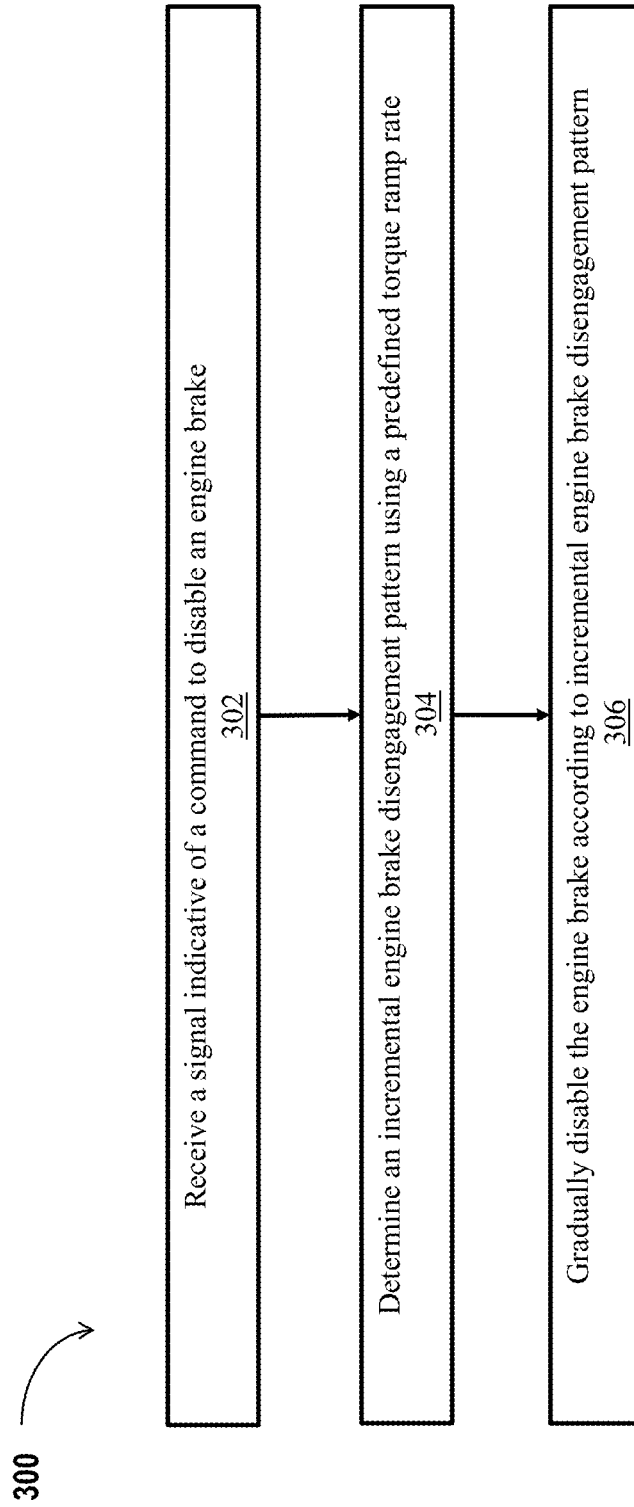 300
Receive a signal indicative of a command to disable an engine brake
302
Determine an incremental engine brake disengagement pattern using a predefined torque ramp rate
304
Gradually disable the engine brake according to incremental engine brake disengagement pattern
306